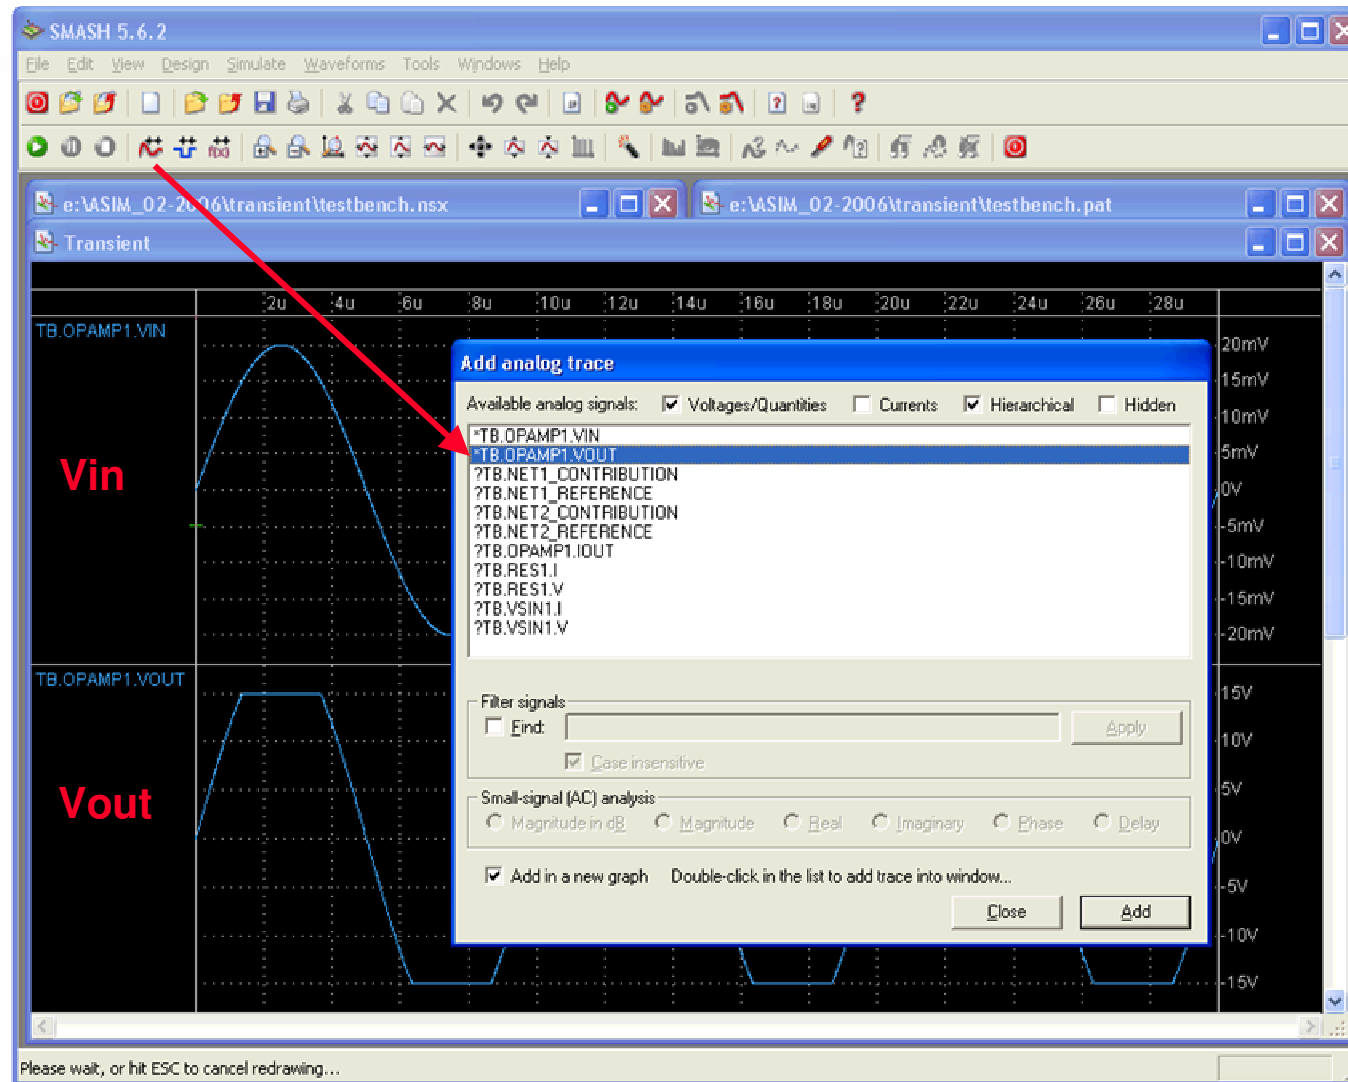 SMASH 5.6.2
File Edit View Design Simulate Waveforms Tools Windows Help
e:\ASIM_02-2006\transient\testbench.nsx
e:\ASIM_02-2006\transient\testbench.pat
Transient
2u 4u 6u 8u 10u 12u 14u 16u 18u 20u 22u 24u 26u 28u
TB.OPAMP1.VIN
20mV
15mV
10mV
5mV
0V
-5mV
-10mV
-15mV
-20mV
Vin
TB.OPAMP1.VOUT
15V
10V
5V
0V
-5V
-10V
-15V
Vout
Add analog trace
Available analog signals: Voltages/Quantities Currents Hierarchical Hidden
*TB.OPAMP1.VIN
*TB.OPAMP1.VOUT
?TB.NET1_CONTRIBUTION
?TB.NET1_REFERENCE
?TB.NET2_CONTRIBUTION
?TB.NET2_REFERENCE
?TB.OPAMP1.IOUT
?TB.RES1.I
?TB.RES1.V
?TB.VSIN1.I
?TB.VSIN1.V
Filter signals
Find: Apply
Case insensitive
Small-signal (AC) analysis
Magnitude in dB Magnitude Real Imaginary Phase Delay
Add in a new graph Double-click in the list to add trace into window...
Close Add
Please wait, or hit ESC to cancel redrawing...